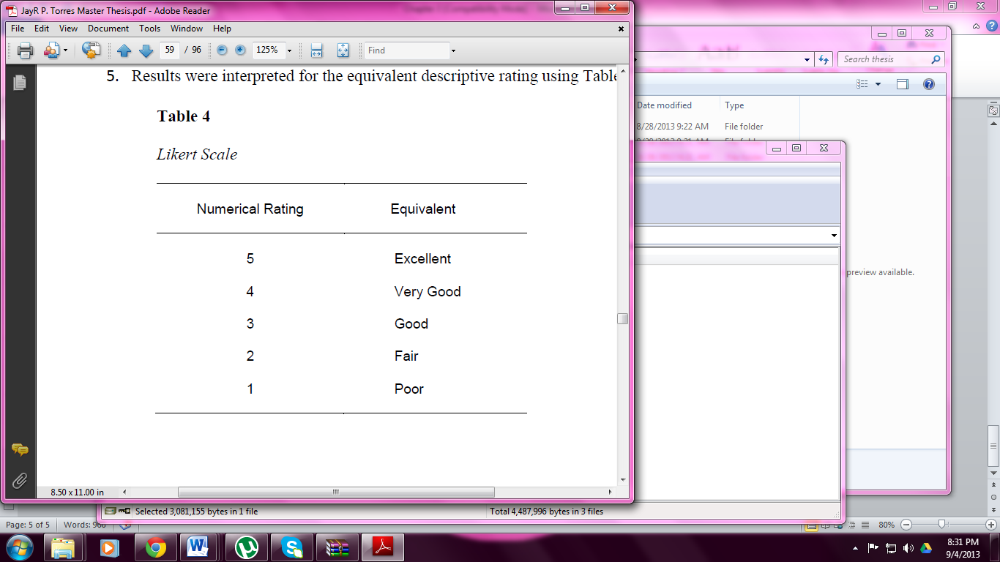 JayR P. Torres Master Thesis.pdf - Adobe Reader
File Edit View Document Tools Window Help
59 / 96 125% Find
5. Results were interpreted for the equivalent descriptive rating using Table
Table 4
Likert Scale
Numerical Rating Equivalent
5 Excellent
4 Very Good
3 Good
2 Fair
1 Poor
8.50 x 11.00 in
Search thesis
Date modified Type
8/28/2013 9:22 AM File folder
preview available.
Selected 3,081,155 bytes in 1 file Total 4,487,996 bytes in 3 files
Page: 5 of 5 Words: 80%
8:31 PM
9/4/2013